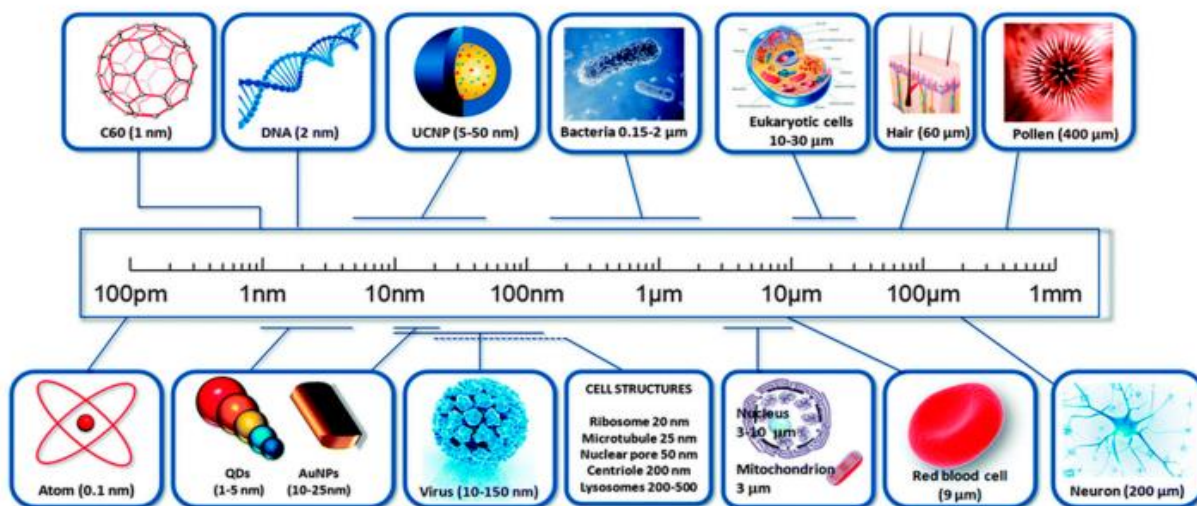 C60 (1 nm)
DNA (2 nm)
UCNP (5-50 nm)
Bacteria 0.15-2 μm
Eukaryotic cells
10-30 μm
Hair (60 μm)
Pollen (400 μm)
100pm
1nm
10nm
100nm
1μm
10μm
100μm
1mm
Atom (0.1 nm)
QDs
(1-5 nm)
AuNPs
(10-25nm)
Virus (10-150 nm)
CELL STRUCTURES
Ribosome 20 nm
Microtubule 25 nm
Nuclear pore 50 nm
Centriole 200 nm
Lysosomes 200-500
Nucleus
3-10 μm
Mitochondrion
3 μm
Red blood cell
(9 μm)
Neuron (200 μm)